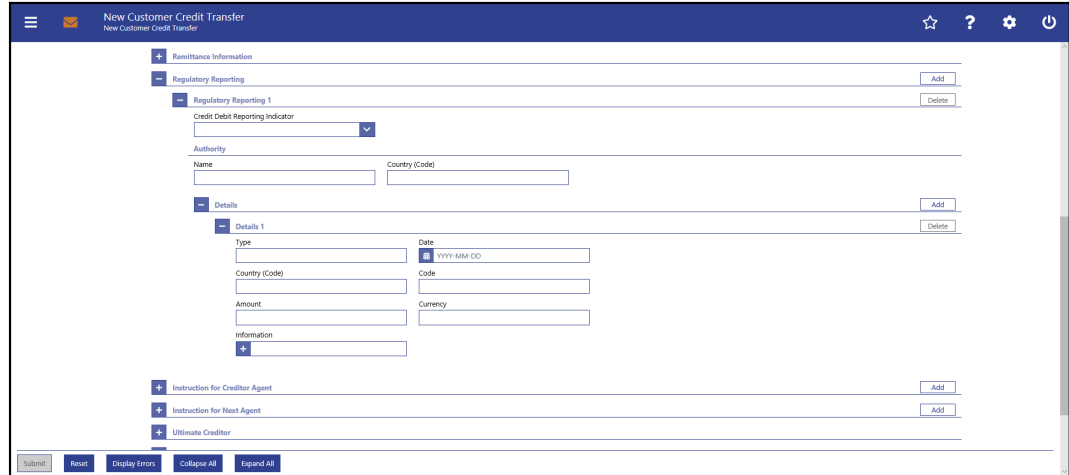 New Customer Credit Transfer
New Customer Credit Transfer
Remittance Information
Regulatory Reporting Add
Regulatory Reporting 1 Delete
Credit Debit Reporting Indicator
Authority
Name Country (Code)
Details Add
Details 1 Delete
Type Date
YYYY-MM-DD
Country (Code) Code
Amount Currency
Information
Instruction for Creditor Agent Add
Instruction for Next Agent Add
Ultimate Creditor
Submit Reset Display Errors Collapse All Expand All